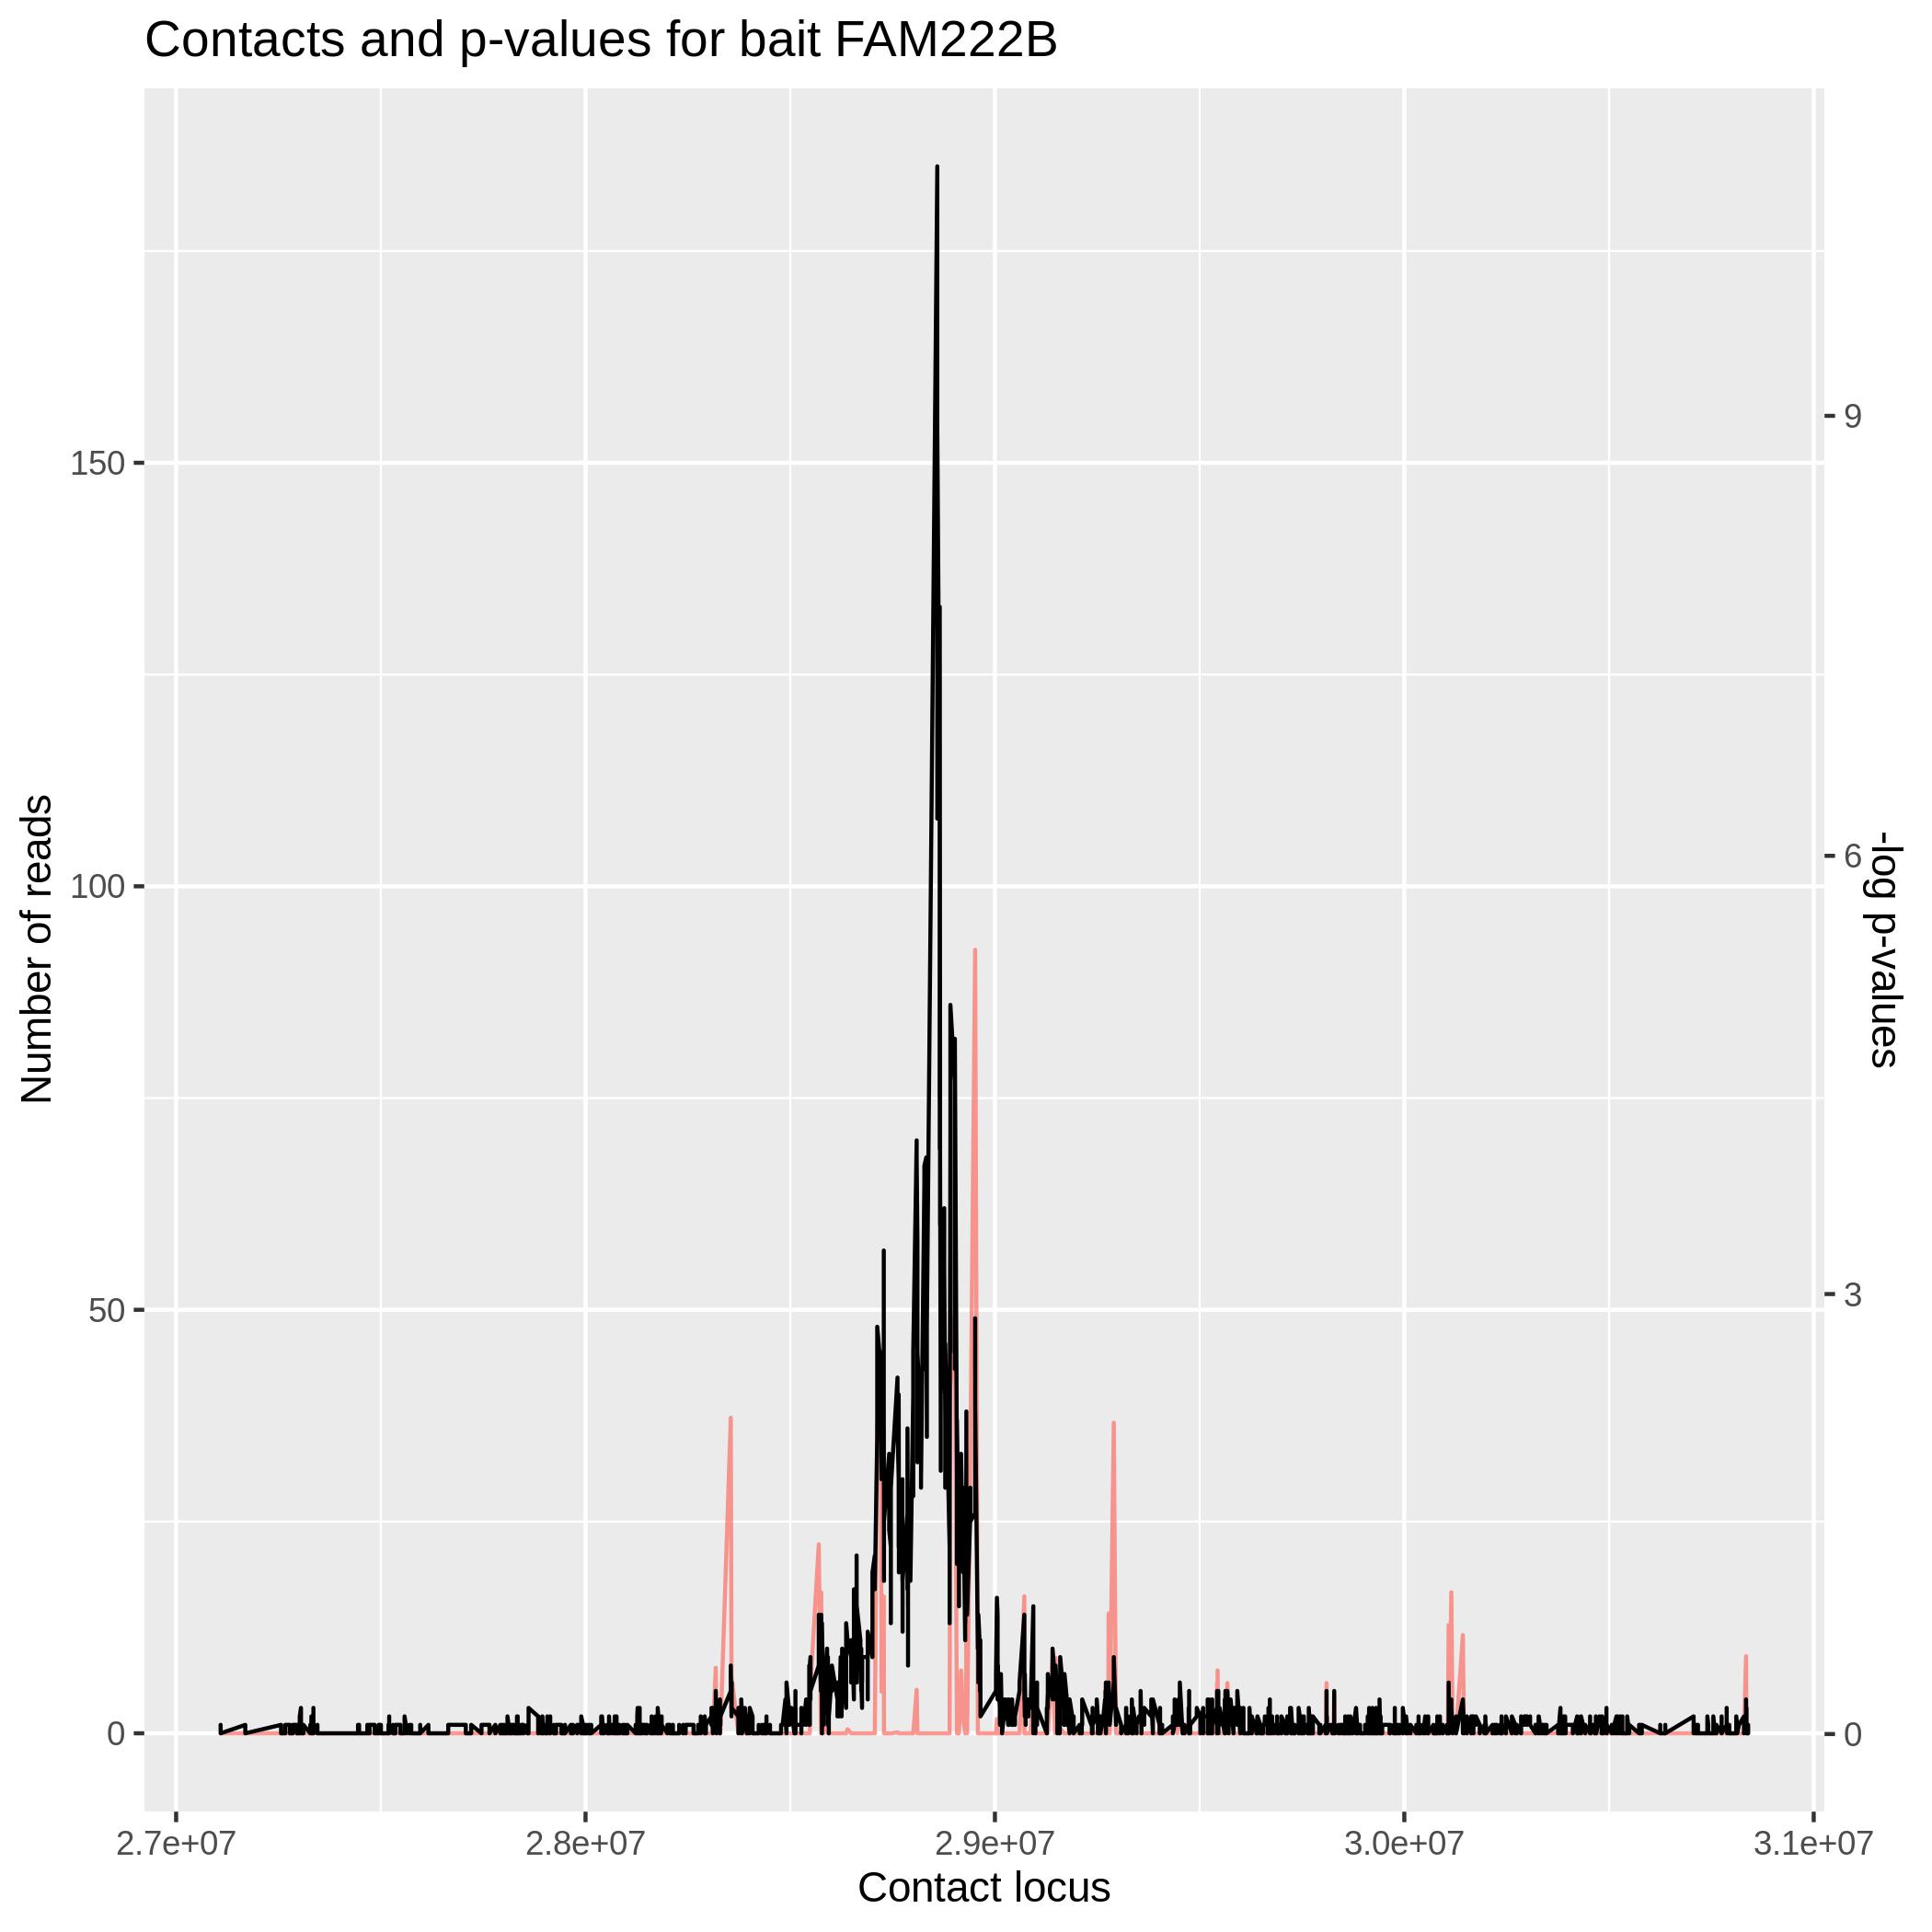 Contacts and p-values for bait FAM222B
150
100
50
0
9
6
3
0
Number of reads
-log p-values
2.7e+07 2.8e+07 2.9e+07 3.0e+07 3.1e+07
Contact locus